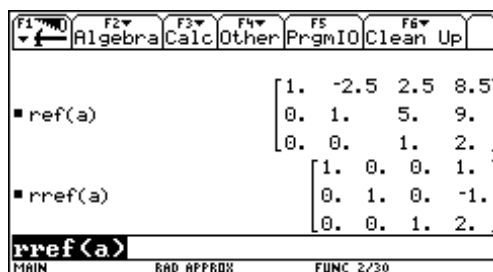 F1 F2 F3 F4 F5 F6
Algebra Calc Other PrgmIO Clean Up
[1. -2.5 2.5 8.5
ref(a) 0. 1. 5. 9.
0. 0. 1. 2.
[1. 0. 0. 1.
rref(a) 0. 1. 0. -1.
0. 0. 1. 2.
rref(a)
MAIN RAD APPROX FUNC 2/30